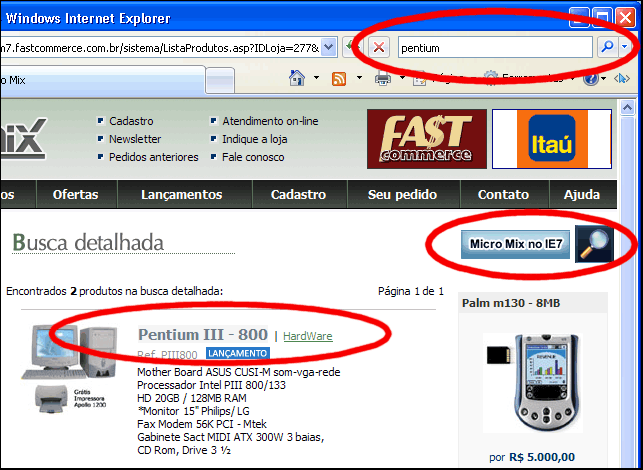 Windows Internet Explorer
m7.fastcommerce.com.br/sistema/ListaProdutos.asp?IDLoja=277&
pentium
o Mix
Página
Ferramentas
Cadastro
Newsletter
Pedidos anteriores
Atendimento on-line
Indique a loja
Fale conosco
FAST
commerce
Itaú
os Ofertas Lançamentos Cadastro Seu pedido Contato Ajuda
Busca detalhada
Micro Mix no IE7
Encontrados 2 produtos na busca detalhada: Página 1 de 1
Pentium III - 800 | HardWare
Ref. PIII800 LANÇAMENTO
Mother Board ASUS CUSI-M som-vga-rede
Processador Intel PIII 800/133
HD 20GB / 128MB RAM
*Monitor 15" Philips/ LG
Fax Modem 56K PCI - Mtek
Gabinete Sact MIDI ATX 300W 3 baias,
CD Rom, Drive 3 ½
Grátis
Impressora
Apollo 1200
Palm m130 - 8MB
REVENUE
por R$ 5.000,00